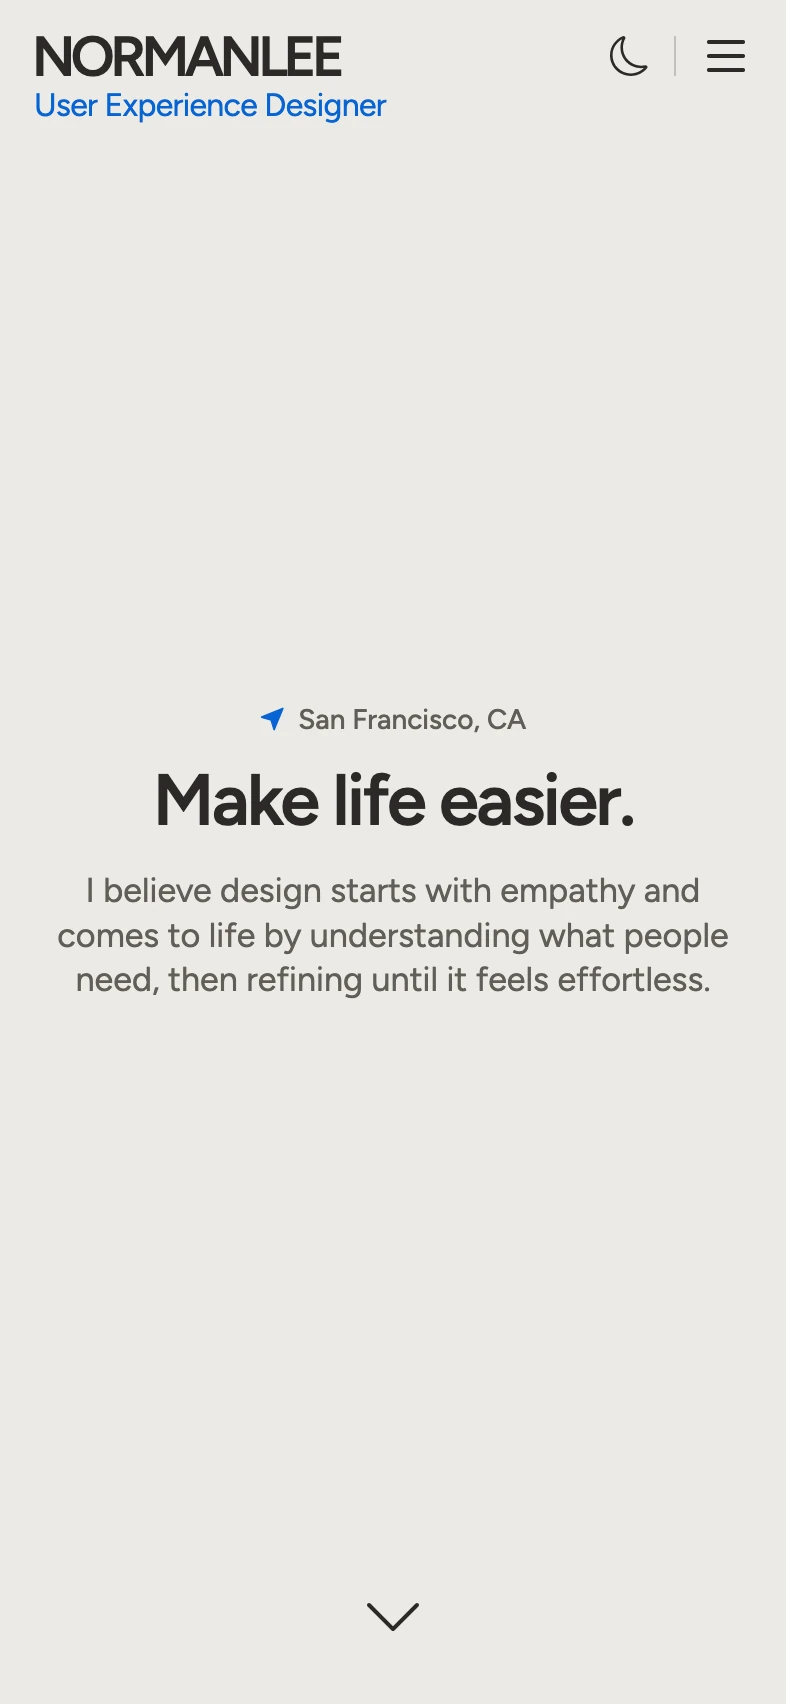 NORMANLEE
User Experience Designer
San Francisco, CA
Make life easier.
I believe design starts with empathy and
comes to life by understanding what people
need, then refining until it feels effortless.